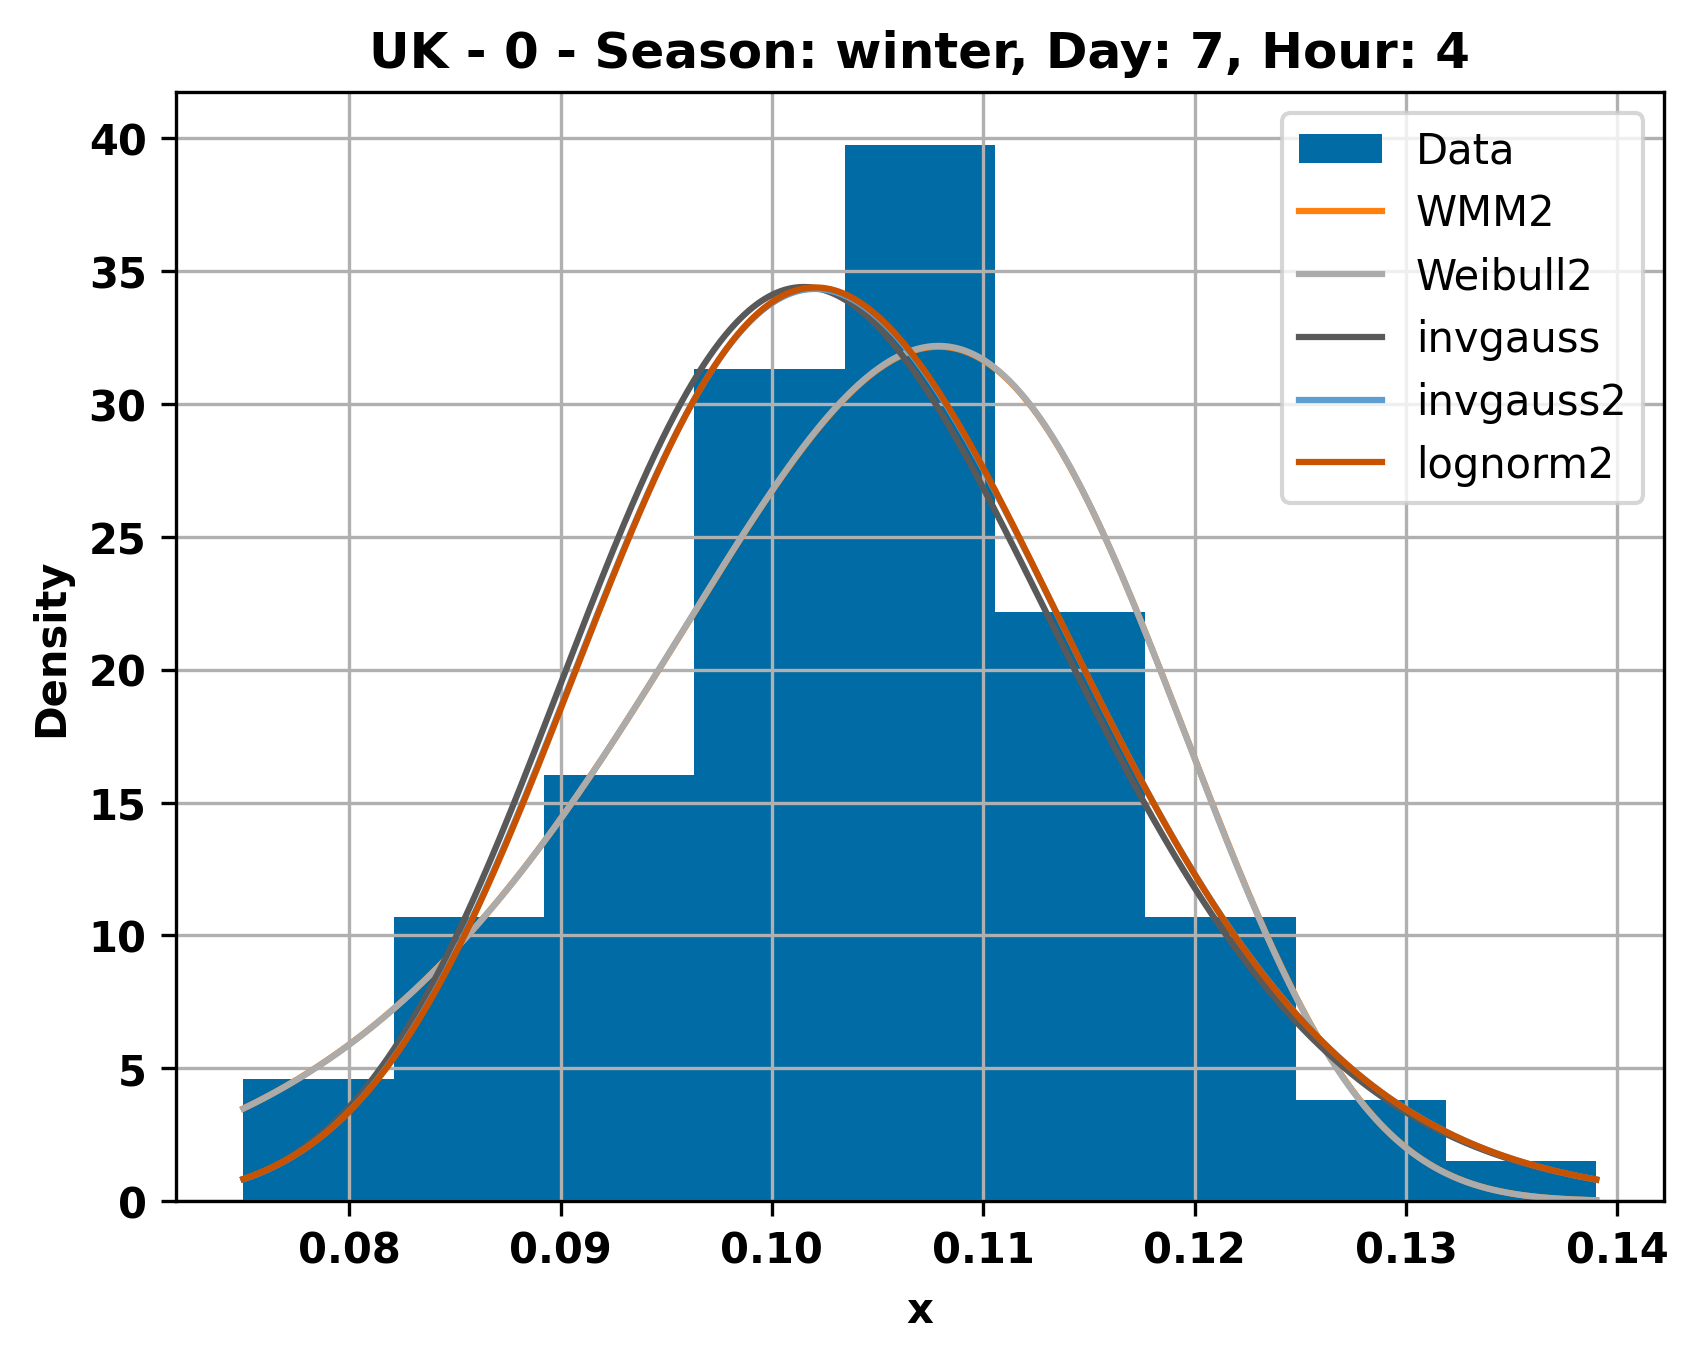 UK - 0 - Season: winter, Day: 7, Hour: 4
40
35
30
25
20
15
10
5
0
Density
Data
WMM2
Weibull2
invgauss
invgauss2
lognorm2
0.08 0.09 0.10 0.11 0.12 0.13 0.14
x